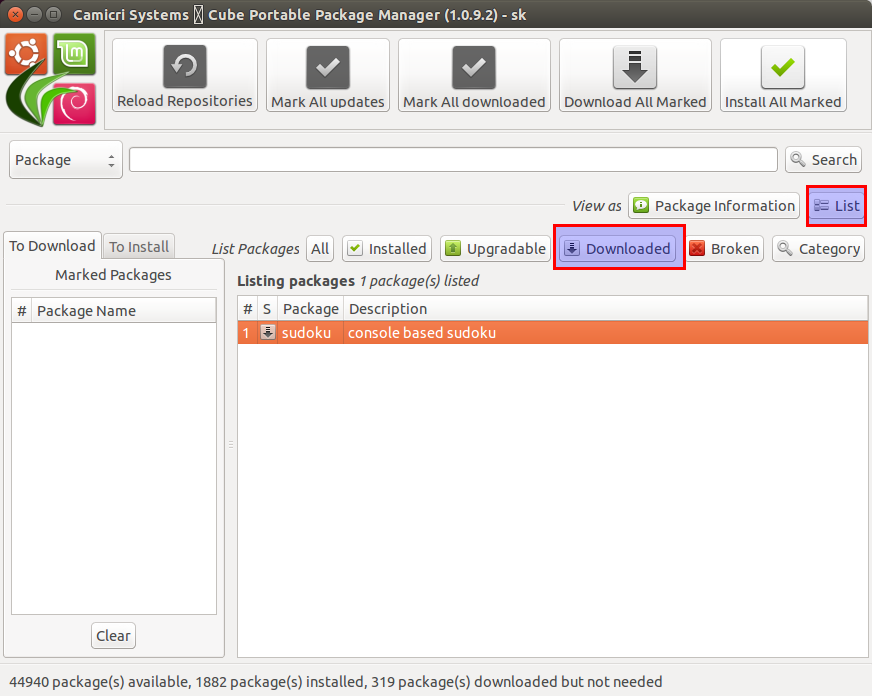 Camicri Systems Cube Portable Package Manager (1.0.9.2) - sk
Reload Repositories
Mark All updates
Mark All downloaded
Download All Marked
Install All Marked
Package
Search
View as
Package Information
List
To Download
To Install
List Packages
All
Installed
Upgradable
Downloaded
Broken
Category
Marked Packages
Listing packages 1 package(s) listed
# Package Name
# S Package Description
1 sudoku console based sudoku
Clear
44940 package(s) available, 1882 package(s) installed, 319 package(s) downloaded but not needed